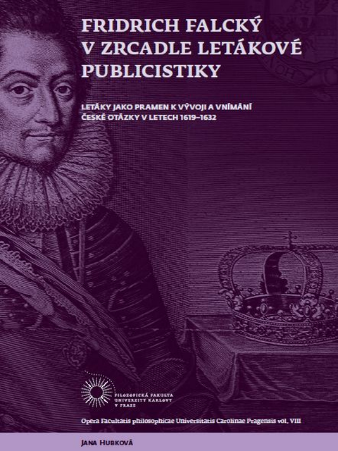 FRIDRICH FALCKÝ
V ZRCADLE LETÁKOVÉ
PUBLICISTIKY
LETÁKY JAKO PRAMEN K VÝVOJI A VNÍMÁNÍ
ČESKÉ OTÁZKY V LETECH 1619–1632
FILOZOFICKÁ FAKULTA
UNIVERZITY KARLOVY
V PRAZE
Opera Facultatis philosophicae Universitatis Carolinae Pragensis vol. VIII
JANA HUBKOVÁ